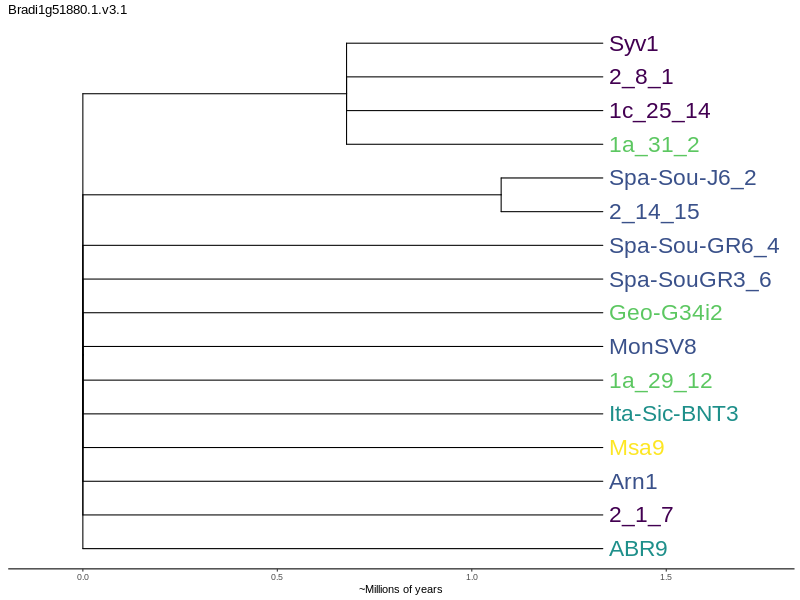 Bradi1g51880.1.v3.1
Syv1
2_8_1
1c_25_14
1a_31_2
Spa-Sou-J6_2
2_14_15
Spa-Sou-GR6_4
Spa-SouGR3_6
Geo-G34i2
MonSV8
1a_29_12
Ita-Sic-BNT3
Msa9
Arn1
2_1_7
ABR9
0.0 0.5 1.0 1.5
~Millions of years